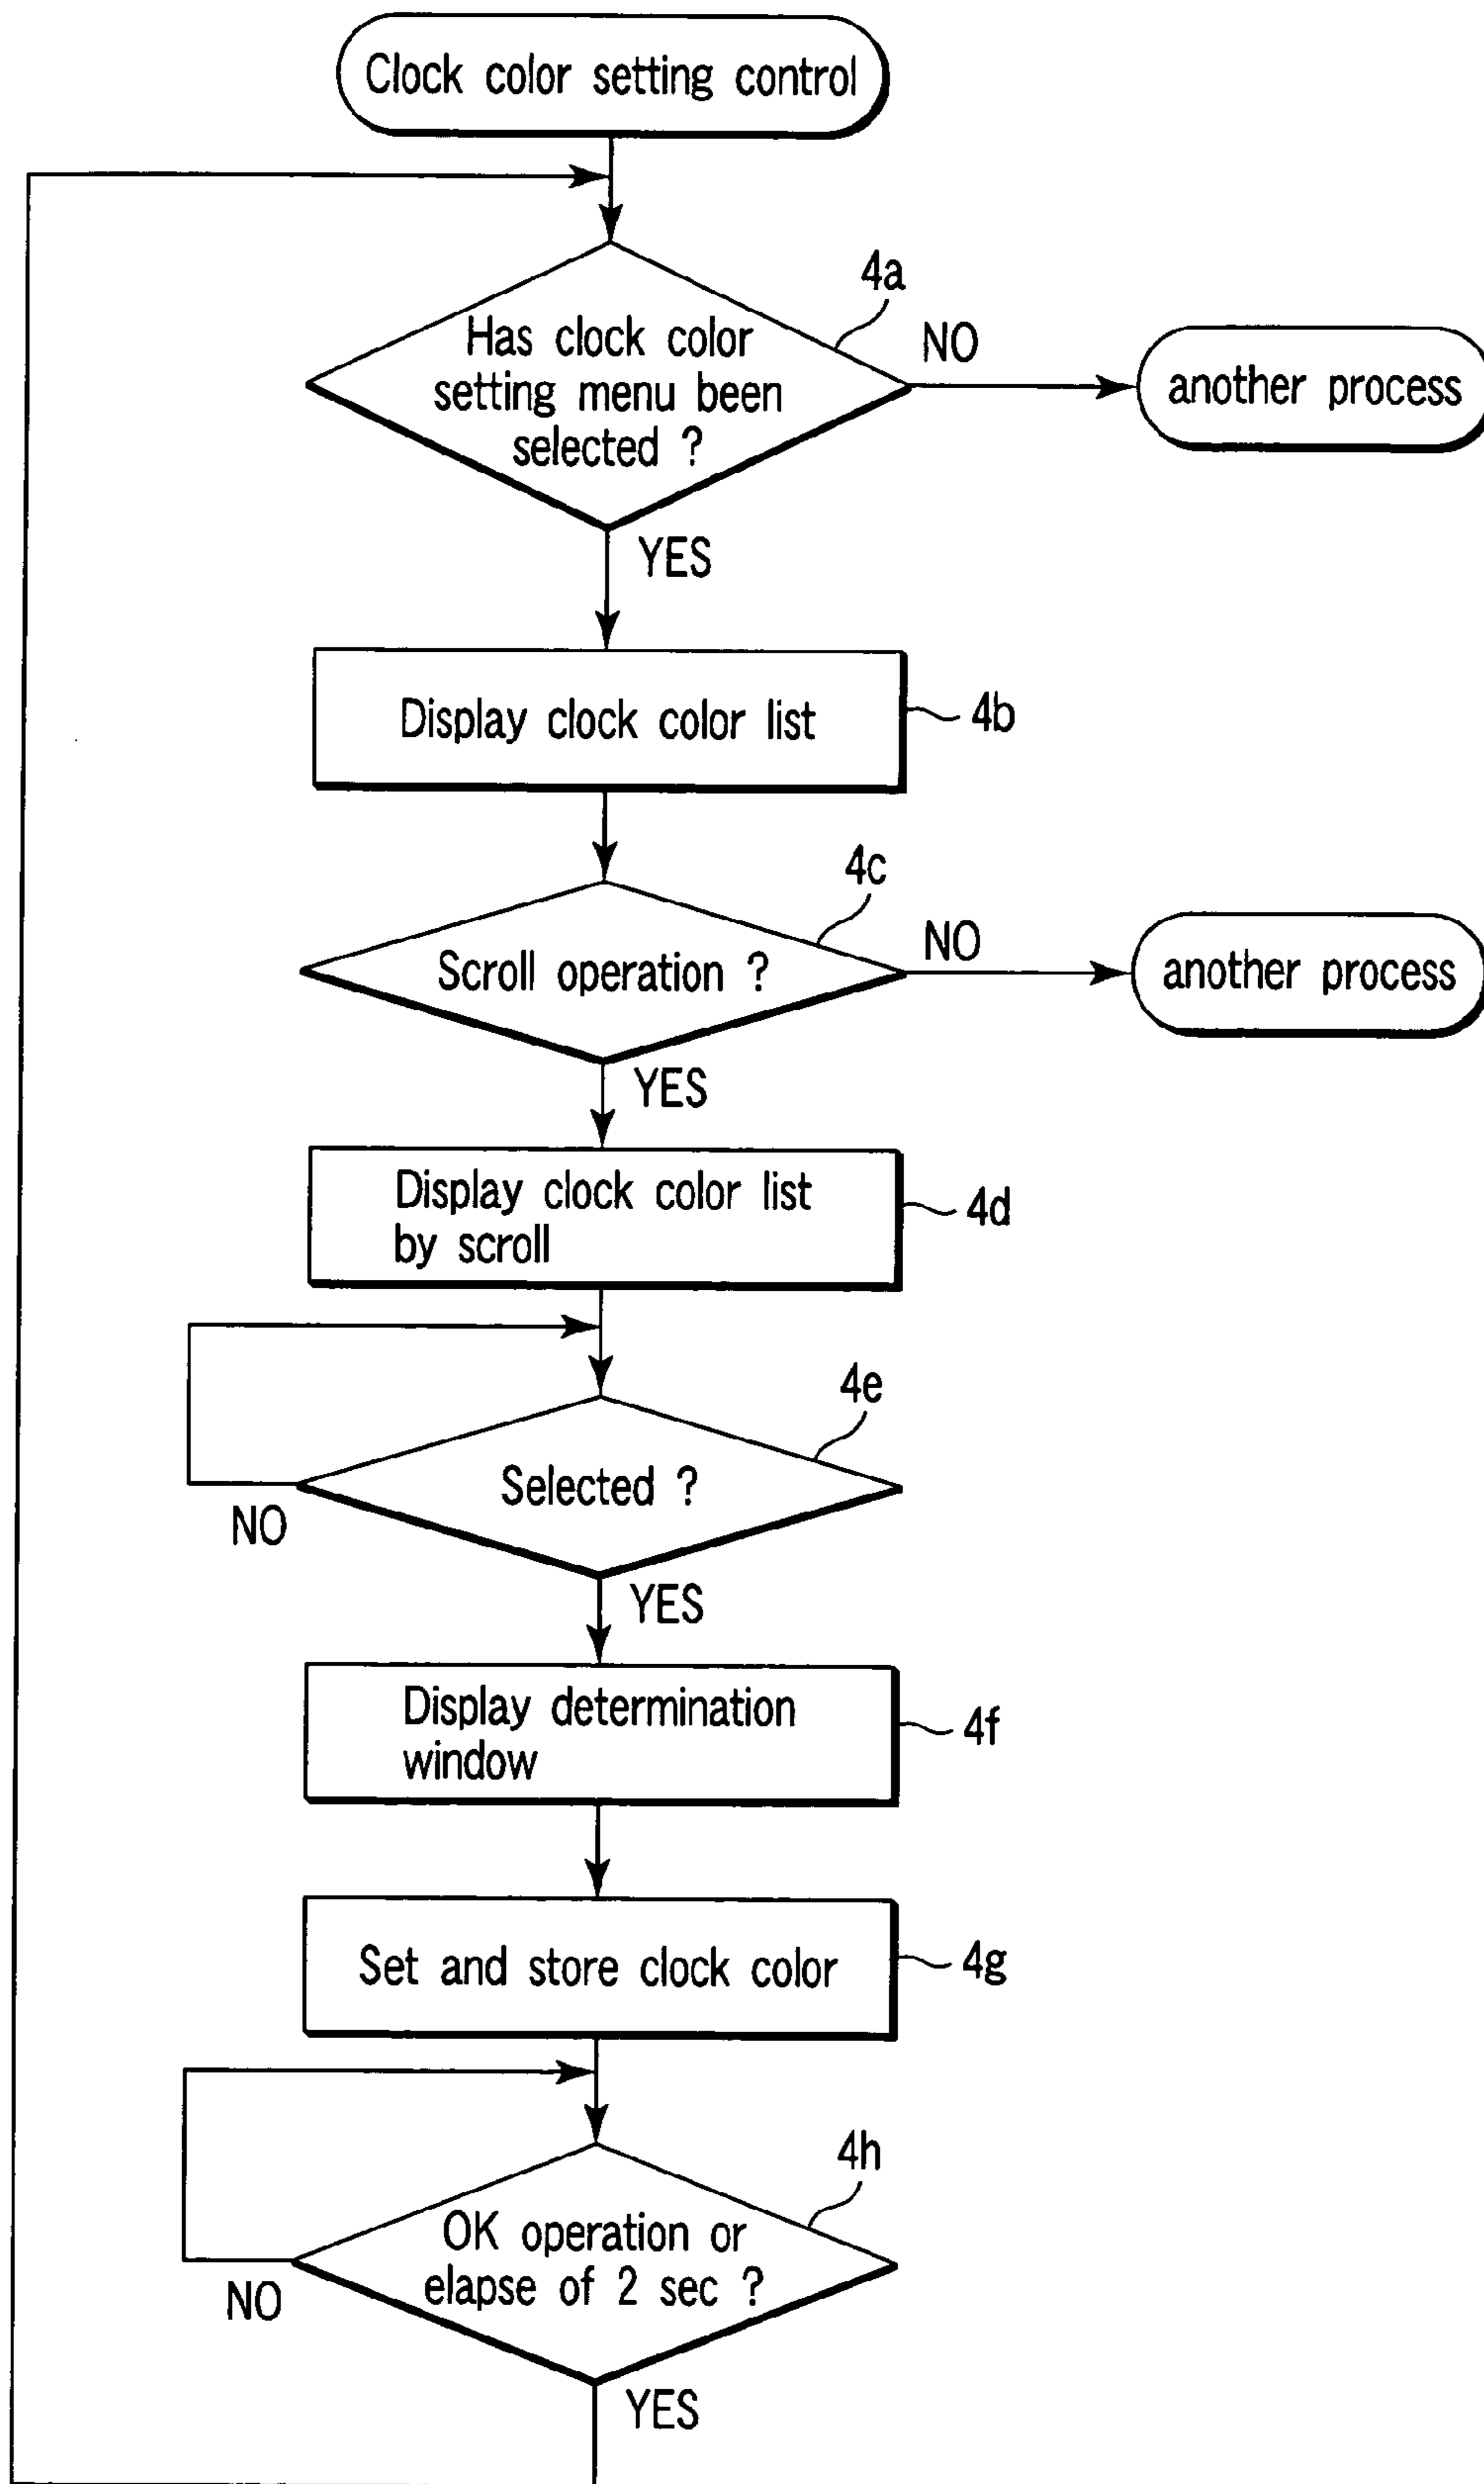 Clock color setting control
4a
Has clock color
setting menu been
selected ?
NO
another process
YES
Display clock color list
4b
4c
Scroll operation ?
NO
another process
YES
Display clock color list
by scroll
4d
4e
Selected ?
NO
YES
Display determination
window
4f
Set and store clock color
4g
4h
OK operation or
elapse of 2 sec ?
NO
YES